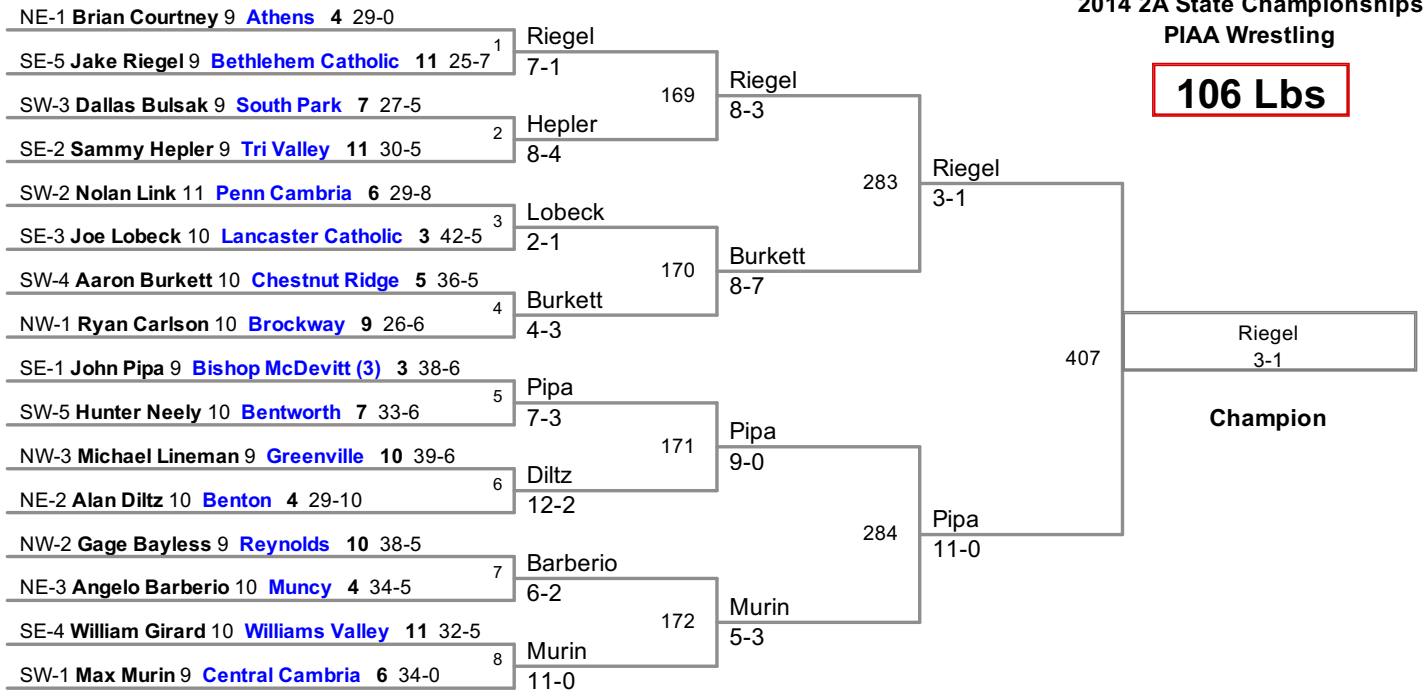 2014 2A State Championships
PIAA Wrestling
106 Lbs
NE-1 Brian Courtney 9 Athens 4 29-0
SE-5 Jake Riegel 9 Bethlehem Catholic 11 25-7
SW-3 Dallas Bulsak 9 South Park 7 27-5
SE-2 Sammy Hepler 9 Tri Valley 11 30-5
SW-2 Nolan Link 11 Penn Cambria 6 29-8
SE-3 Joe Lobeck 10 Lancaster Catholic 3 42-5
SW-4 Aaron Burkett 10 Chestnut Ridge 5 36-5
NW-1 Ryan Carlson 10 Brockway 9 26-6
SE-1 John Pipa 9 Bishop McDevitt (3) 3 38-6
SW-5 Hunter Neely 10 Bentworth 7 33-6
NW-3 Michael Lineman 9 Greenville 10 39-6
NE-2 Alan Diltz 10 Benton 4 29-10
NW-2 Gage Bayless 9 Reynolds 10 38-5
NE-3 Angelo Barberio 10 Muncy 4 34-5
SE-4 William Girard 10 Williams Valley 11 32-5
SW-1 Max Murin 9 Central Cambria 6 34-0
1
Riegel
7-1
2
Hepler
8-4
3
Lobeck
2-1
4
Burkett
4-3
5
Pipa
7-3
6
Diltz
12-2
7
Barberio
6-2
8
Murin
11-0
169
Riegel
8-3
170
Burkett
8-7
171
Pipa
9-0
172
Murin
5-3
283
Riegel
3-1
284
Pipa
11-0
407
Riegel
3-1
Champion